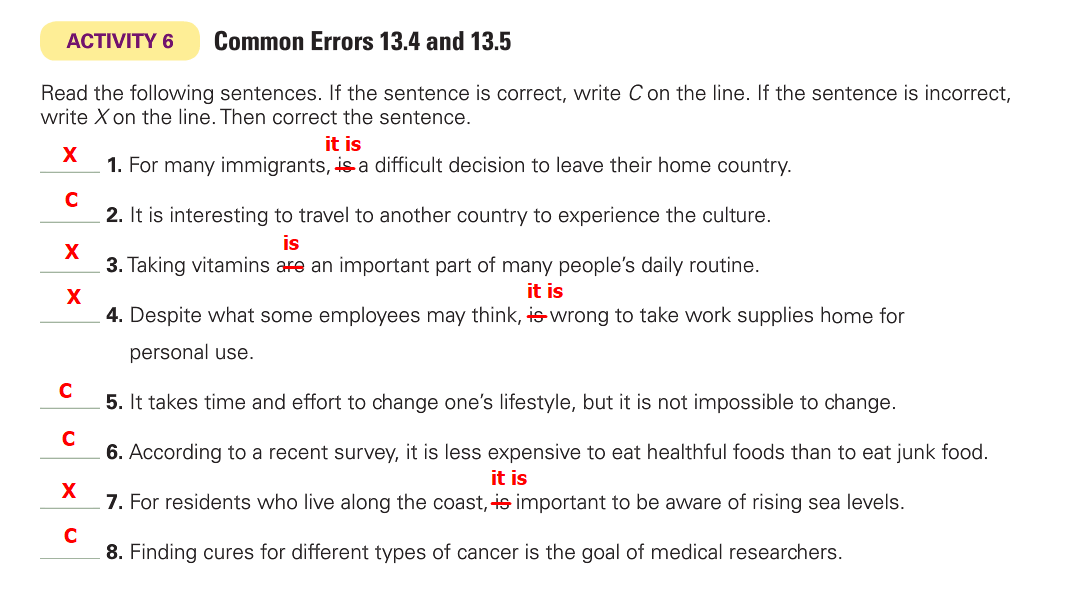 ACTIVITY 6 Common Errors 13.4 and 13.5
Read the following sentences. If the sentence is correct, write C on the line. If the sentence is incorrect,
write X on the line. Then correct the sentence.
it is
X 1. For many immigrants, is a difficult decision to leave their home country.
C 2. It is interesting to travel to another country to experience the culture.
is
X 3. Taking vitamins are an important part of many people's daily routine.
it is
X 4. Despite what some employees may think, is wrong to take work supplies home for
personal use.
C 5. It takes time and effort to change one's lifestyle, but it is not impossible to change.
C 6. According to a recent survey, it is less expensive to eat healthful foods than to eat junk food.
it is
X 7. For residents who live along the coast, is important to be aware of rising sea levels.
C 8. Finding cures for different types of cancer is the goal of medical researchers.